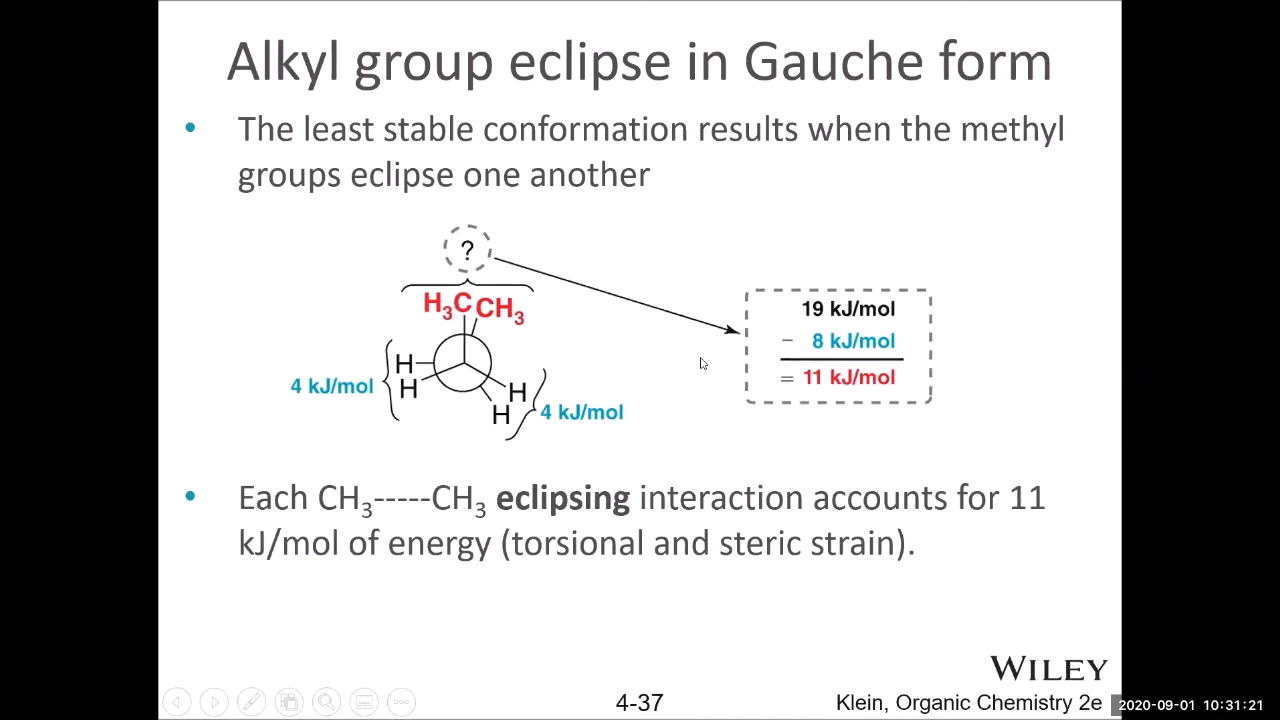 Alkyl group eclipse in Gauche form
• The least stable conformation results when the methyl
groups eclipse one another
?
H₃C CH₃
H
H
4 kJ/mol
H
H
4 kJ/mol
19 kJ/mol
− 8 kJ/mol
= 11 kJ/mol
• Each CH₃-----CH₃ eclipsing interaction accounts for 11
kJ/mol of energy (torsional and steric strain).
WILEY
4-37
Klein, Organic Chemistry 2e
2020-09-01 10:31:21